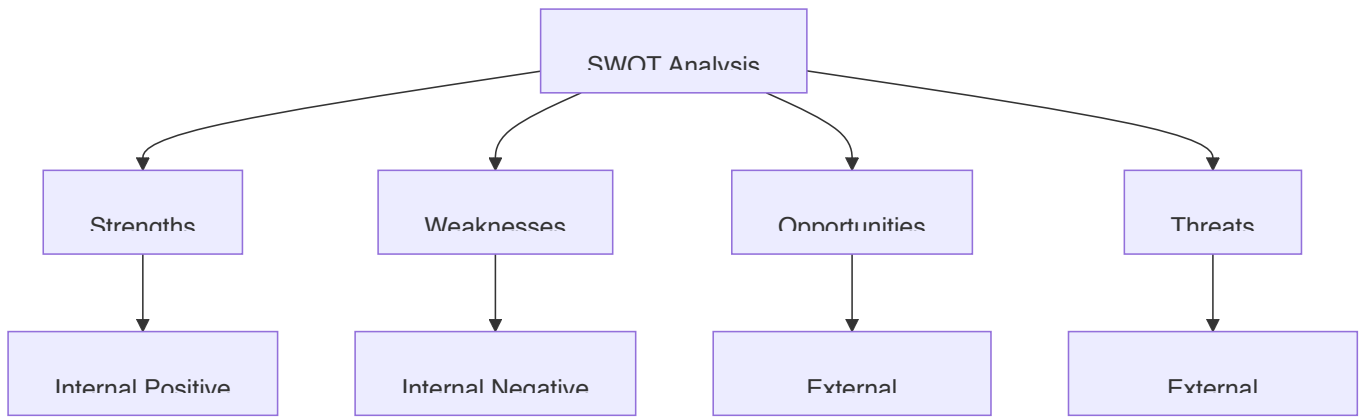 SWOT Analysis
Strengths
Weaknesses
Opportunities
Threats
Internal Positive
Internal Negative
External
External